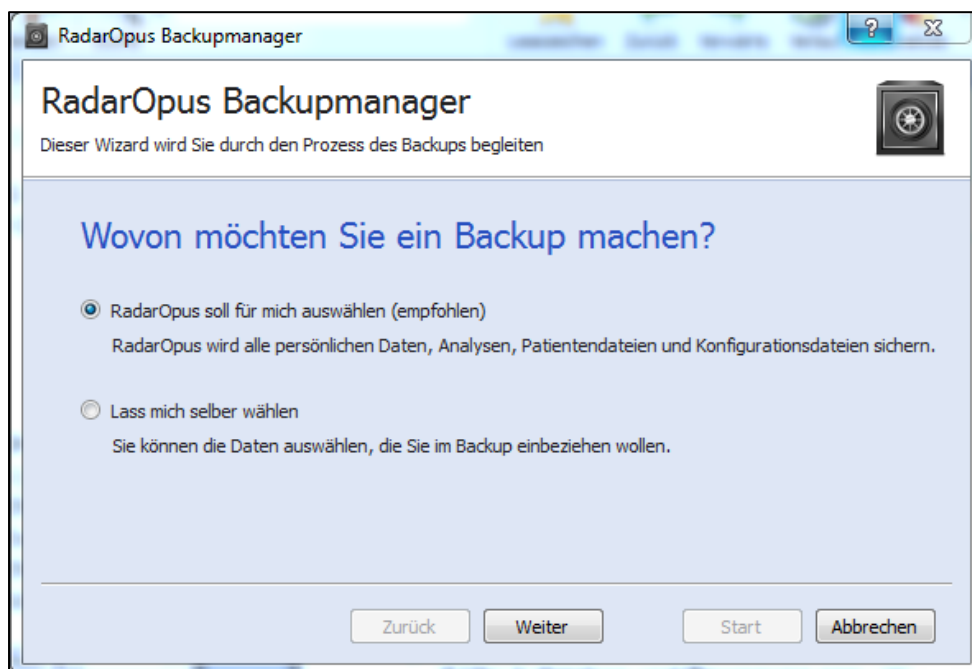 RadarOpus Backupmanager
RadarOpus Backupmanager
Dieser Wizard wird Sie durch den Prozess des Backups begleiten
Wovon möchten Sie ein Backup machen?
RadarOpus soll für mich auswählen (empfohlen)
RadarOpus wird alle persönlichen Daten, Analysen, Patientendateien und Konfigurationsdateien sichern.
Lass mich selber wählen
Sie können die Daten auswählen, die Sie im Backup einbeziehen wollen.
Zurück Weiter Start Abbrechen